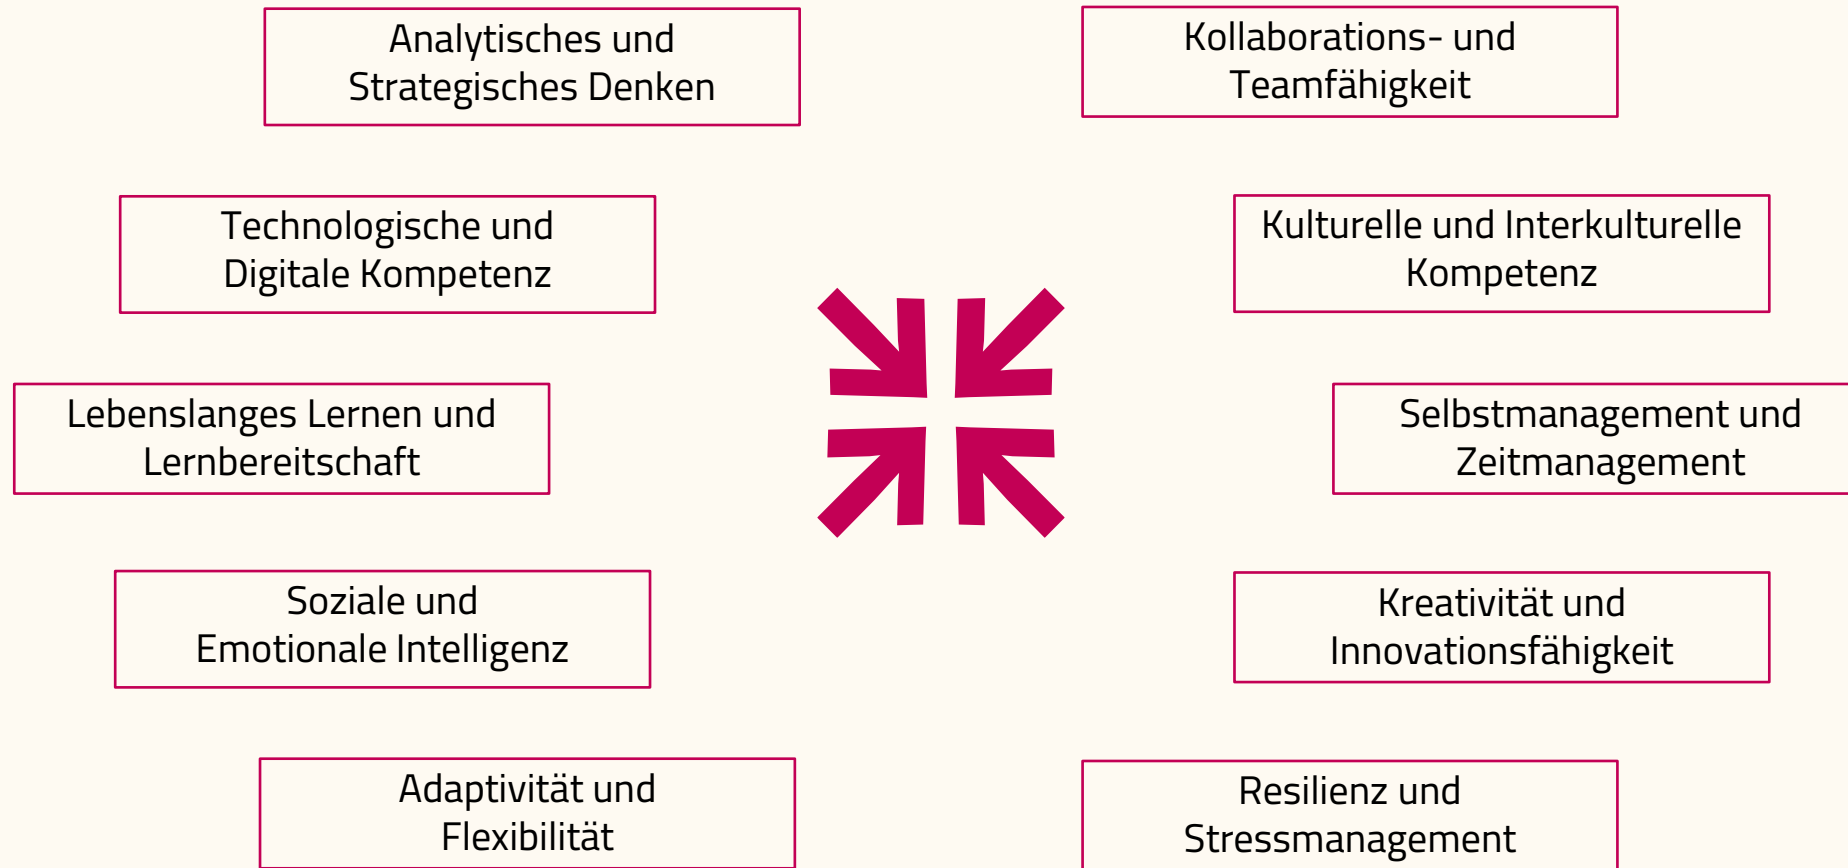 Analytisches und
Strategisches Denken
Kollaborations- und
Teamfähigkeit
Technologische und
Digitale Kompetenz
Kulturelle und Interkulturelle
Kompetenz
Lebenslanges Lernen und
Lernbereitschaft
Selbstmanagement und
Zeitmanagement
Soziale und
Emotionale Intelligenz
Kreativität und
Innovationsfähigkeit
Adaptivität und
Flexibilität
Resilienz und
Stressmanagement